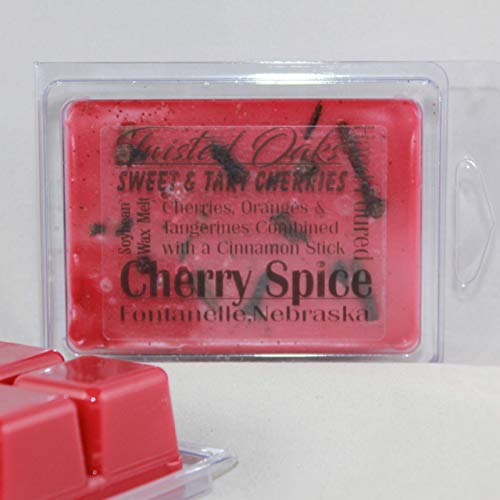 Twisted Oaks
SWEET & TART CHERRIES
Cherries, Oranges &
Tangerines Combined
with a Cinnamon Stick
Soybean
Wax Melt
Cherry Spice
Fontanelle, Nebraska